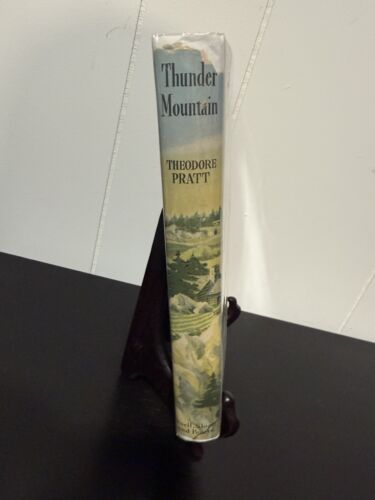 Thunder
Mountain
THEODORE
PRATT